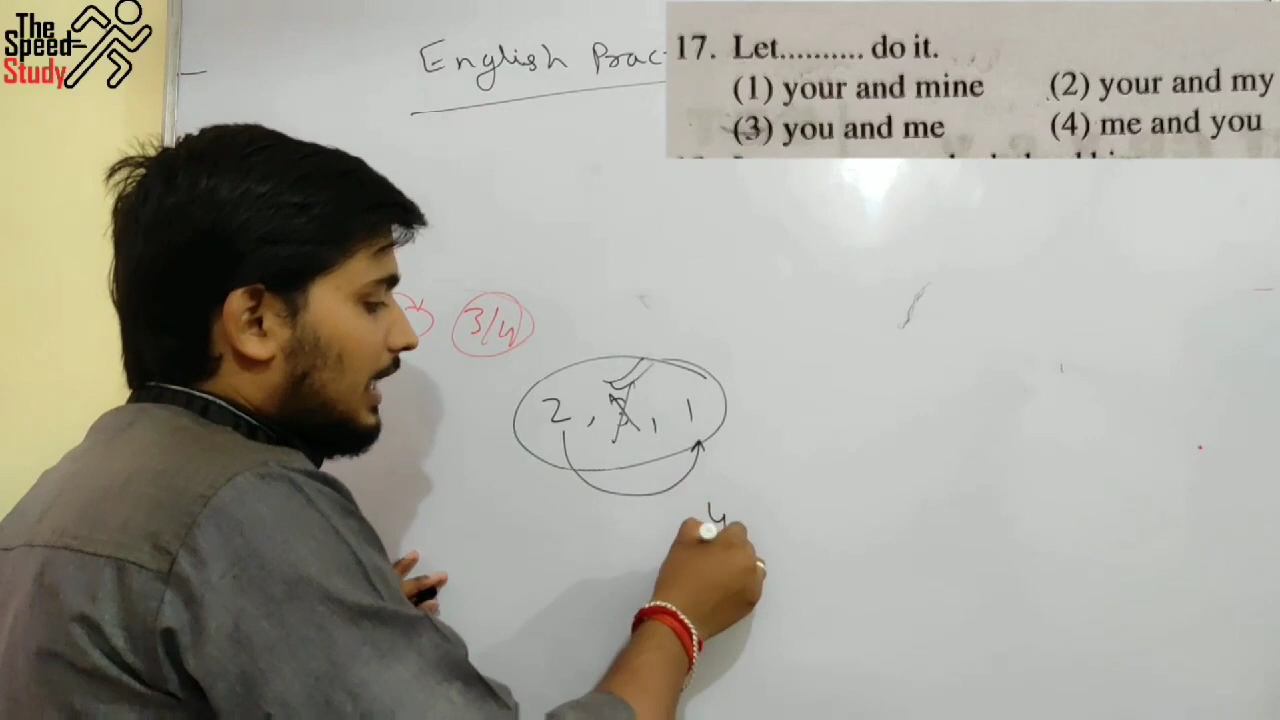 The
Speed
Study
English Prac
17. Let.......... do it.
(1) your and mine (2) your and my
(3) you and me (4) me and you
3/4
2, 3, 1
y